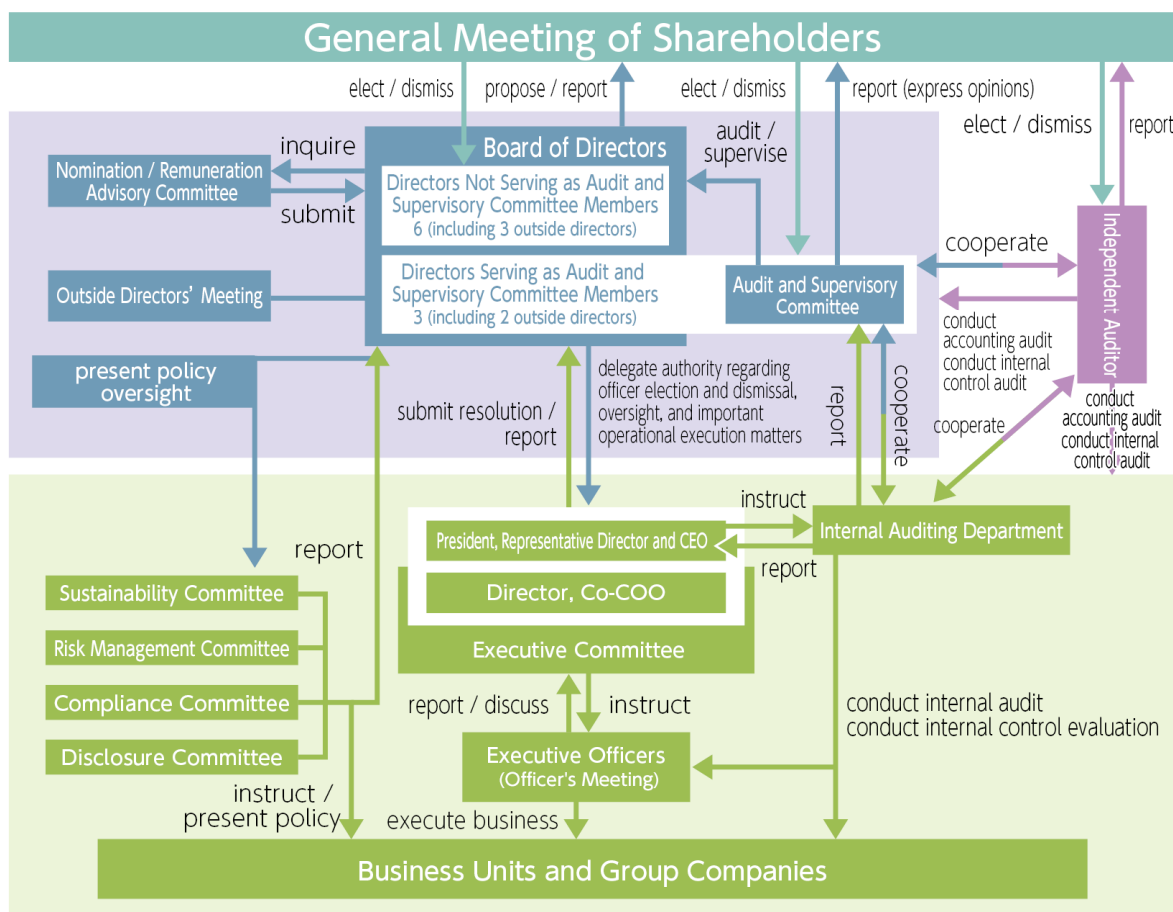 General Meeting of Shareholders
elect / dismiss
propose / report
elect / dismiss
report (express opinions)
elect / dismiss
report
inquire
Nomination / Remuneration
Advisory Committee
submit
Board of Directors
Directors Not Serving as Audit and
Supervisory Committee Members
6 (including 3 outside directors)
audit /
supervise
Outside Directors' Meeting
Directors Serving as Audit and
Supervisory Committee Members
3 (including 2 outside directors)
Audit and Supervisory
Committee
cooperate
Independent Auditor
conduct
accounting audit
conduct internal
control audit
present policy
oversight
submit resolution /
report
delegate authority regarding
officer election and dismissal,
oversight, and important
operational execution matters
report
cooperate
cooperate
conduct
accounting audit
conduct internal
control audit
report
President, Representative Director and CEO
instruct
Internal Auditing Department
report
Director, Co-COO
Executive Committee
Sustainability Committee
Risk Management Committee
Compliance Committee
Disclosure Committee
report / discuss
instruct
conduct internal audit
conduct internal control evaluation
Executive Officers
(Officer's Meeting)
instruct /
present policy
execute business
Business Units and Group Companies